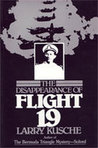 THE
DISAPPEARANCE OF
FLIGHT
19
LARRY KUSCHE
Author of
The Bermuda Triangle Mystery—Solved